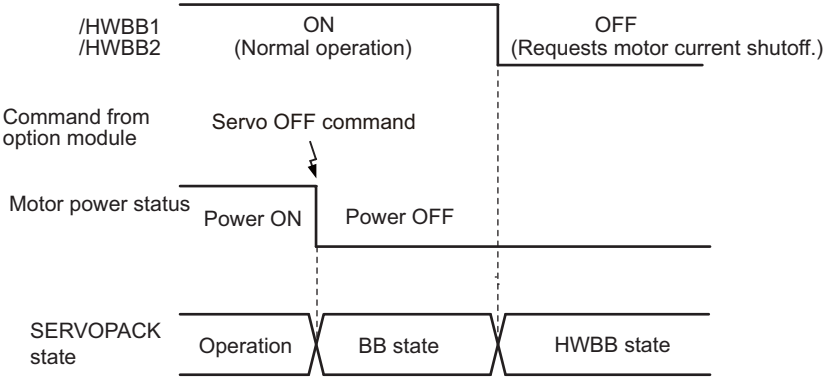 /HWBB1
/HWBB2
ON
(Normal operation)
OFF
(Requests motor current shutoff.)
Command from
option module
Servo OFF command
Motor power status
Power ON
Power OFF
SERVOPACK
state
Operation
BB state
HWBB state